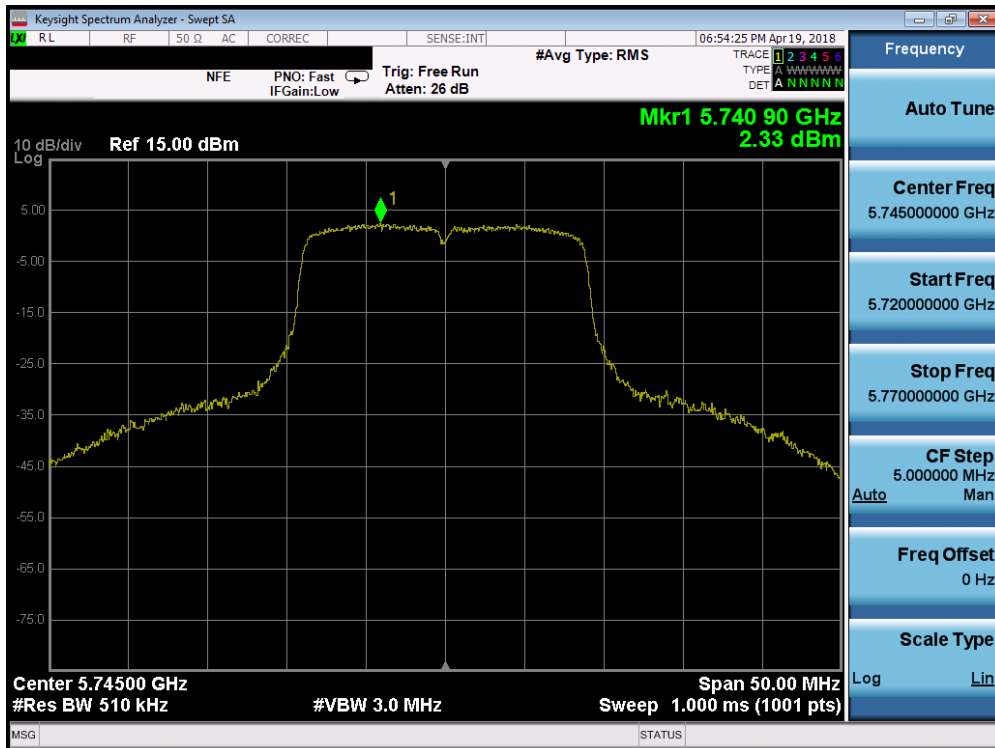 Keysight Spectrum Analyzer - Swept SA
LXI RL RF 50 Ω AC CORREC SENSE:INT 06:54:25 PM Apr 19, 2018
NFE PNO: Fast Trig: Free Run #Avg Type: RMS TRACE 1 2 3 4 5 6
IFGain:Low Atten: 26 dB TYPE A WWWWW
DET A N N N N N
Mkr1 5.740 90 GHz
2.33 dBm
10 dB/div Ref 15.00 dBm
Log
1
5.00
-5.00
-15.0
-25.0
-35.0
-45.0
-55.0
-65.0
-75.0
Center 5.74500 GHz Span 50.00 MHz
#Res BW 510 kHz #VBW 3.0 MHz Sweep 1.000 ms (1001 pts)
MSG STATUS
Frequency
Auto Tune
Center Freq
5.745000000 GHz
Start Freq
5.720000000 GHz
Stop Freq
5.770000000 GHz
CF Step
5.000000 MHz
Auto Man
Freq Offset
0 Hz
Scale Type
Log Lin